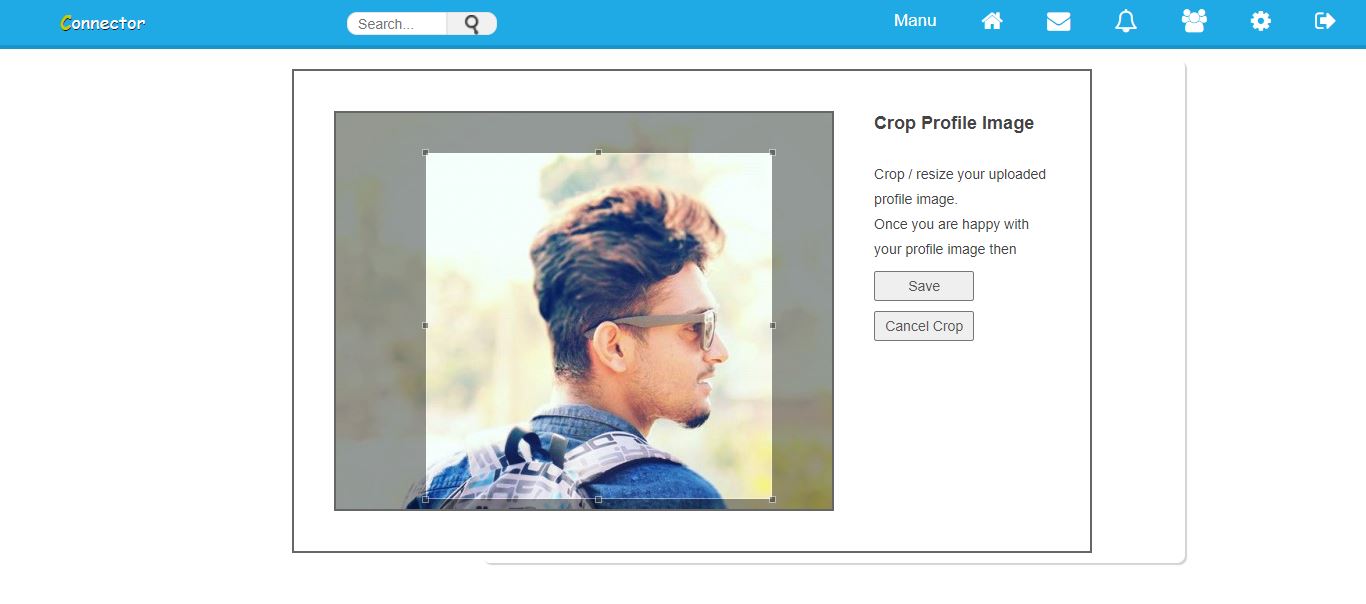 Connector
Search...
Manu
Crop Profile Image
Crop / resize your uploaded
profile image.
Once you are happy with
your profile image then
Save
Cancel Crop